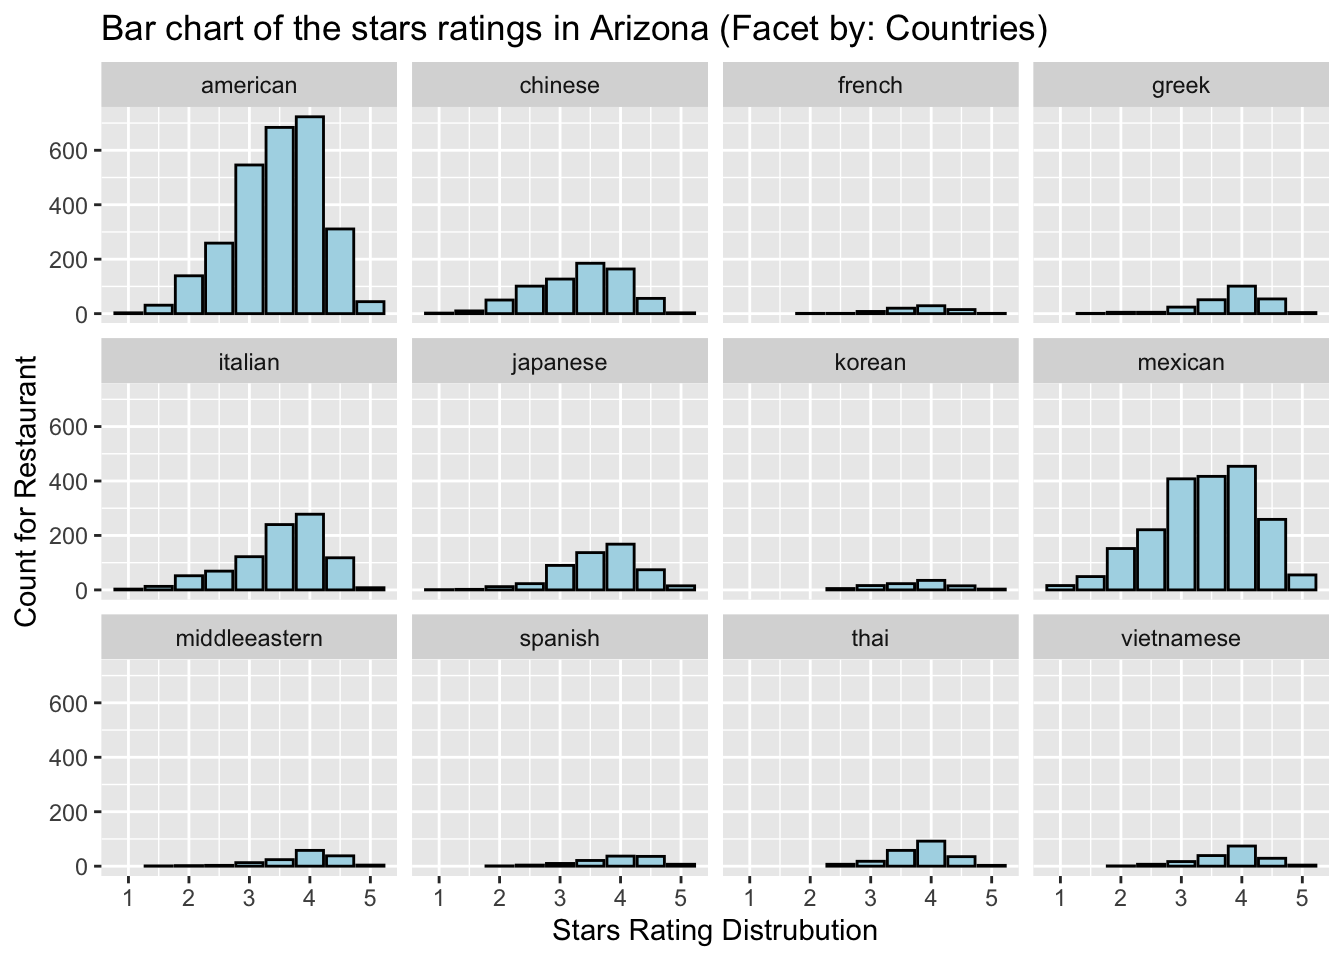 Bar chart of the stars ratings in Arizona (Facet by: Countries)
american chinese french greek
600
400
200
0
italian japanese korean mexican
600
400
200
0
middleeastern spanish thai vietnamese
600
400
200
0
1 2 3 4 5 1 2 3 4 5 1 2 3 4 5 1 2 3 4 5
Stars Rating Distrubution
Count for Restaurant